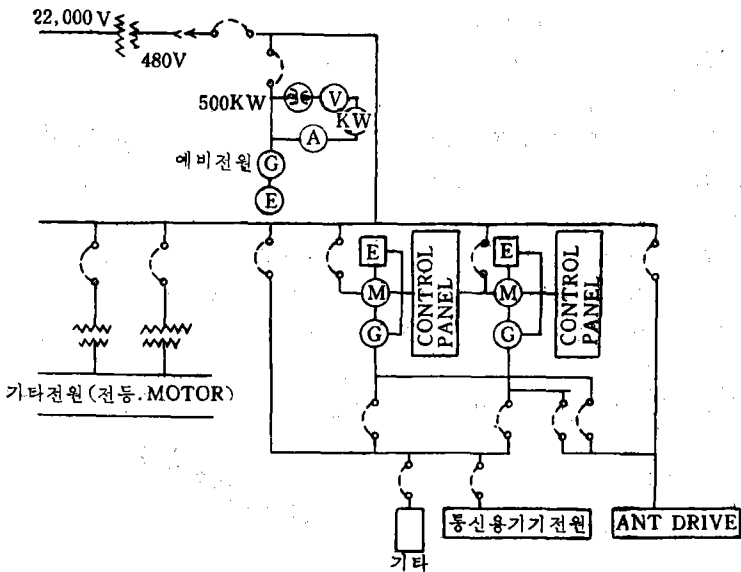 22,000 V
480V
500KW
V
KW
A
예비전원
G
E
E
M
G
CONTROL PANEL
E
M
G
CONTROL PANEL
기타전원(전등.MOTOR)
통신용기기전원
ANT DRIVE
기타